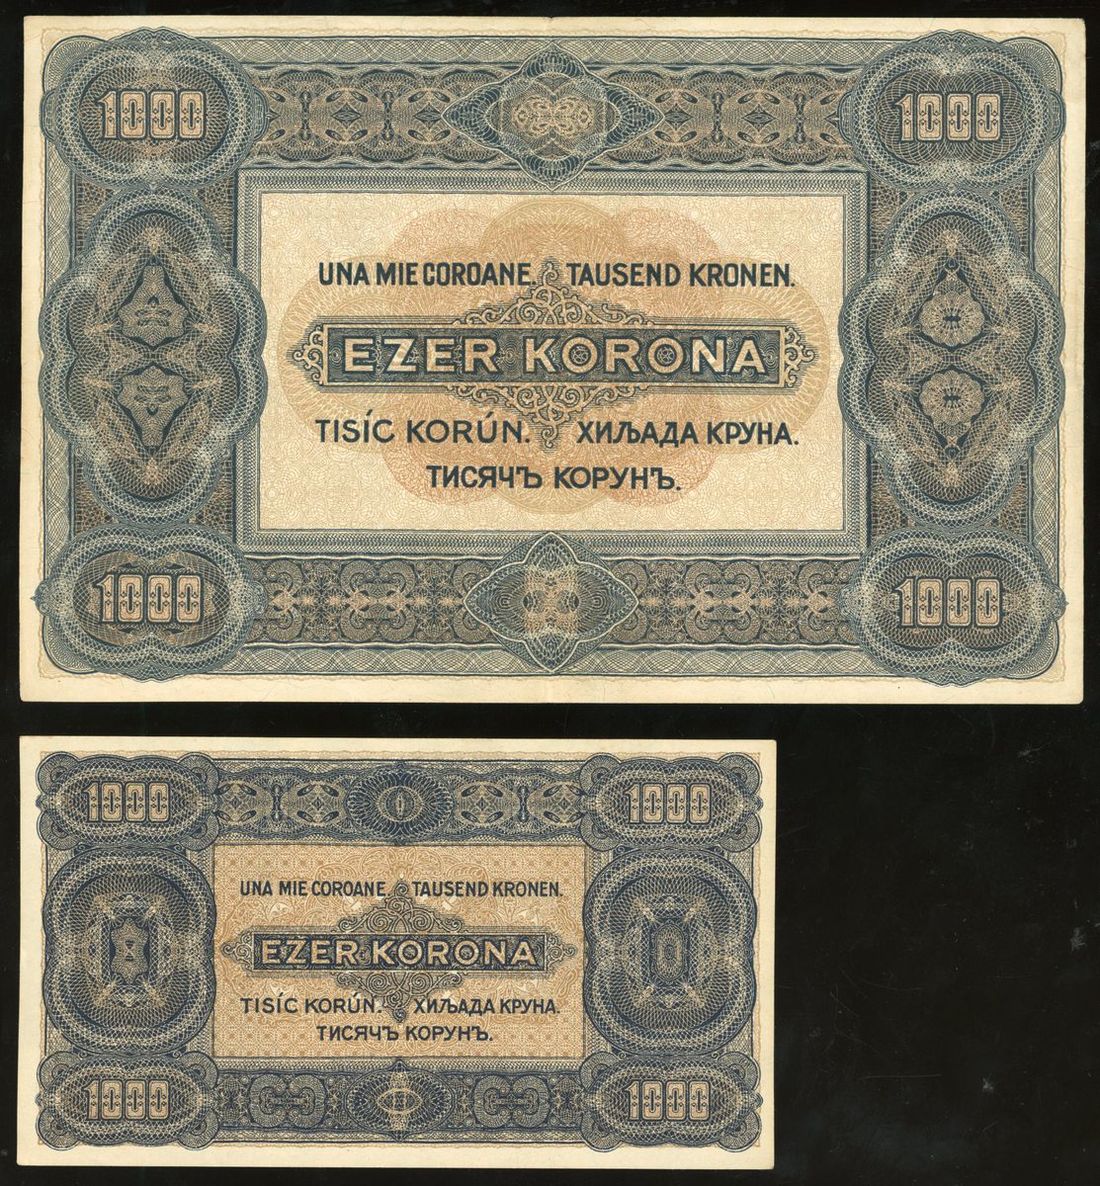 1000 1000
UNA MIE COROANE. TAUSEND KRONEN.
EZER KORONA
TISÍC KORÚN. ХИЉАДА КРУНА.
ТИСЯЧЪ КОРУНЪ.
1000 1000
1000 1000
UNA MIE COROANE. TAUSEND KRONEN.
EZER KORONA
TISÍC KORÚN. ХИЉАДА КРУНА.
ТИСЯЧЪ КОРУНЪ.
1000 1000